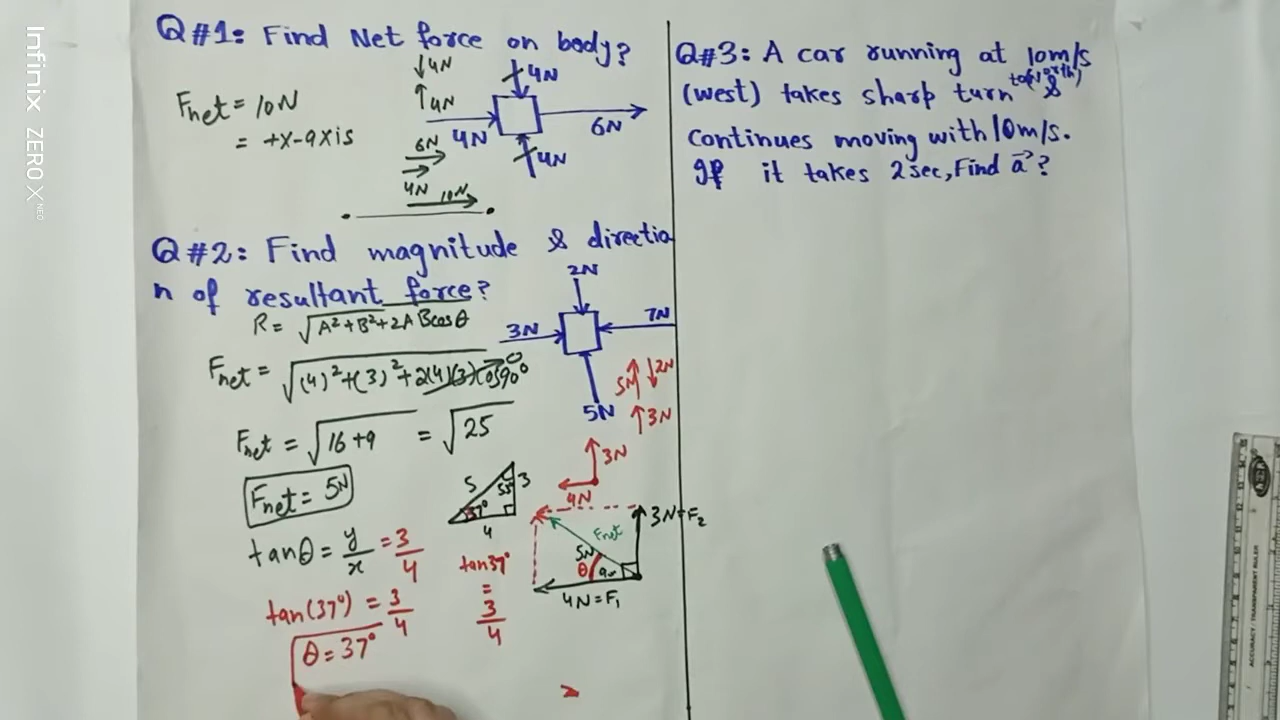 Q#1: Find Net force on body?
↓4N
↑4N
4N
Fnet = 10N
= +x-axis
4N
6N
4N
6N
4N
10N
Q#2: Find magnitude & directio
n of resultant force?
2N
3N
7N
5N
R = √A²+B²+2ABcosθ
Fnet = √(4)²+(3)²+2(4)(3)cos90° 0
Fnet = √16+9 = √25
Fnet = 5N
5N↑ ↓2N
↑3N
3N
4N
5
3
53°
37°
4
tanθ = y/x = 3/4
tan37°
=
3/4
3N=F₂
Fnet
5N
θ
4N=F₁
tan(37°) = 3/4
θ = 37°
Q#3: A car running at 10m/s
(west) takes sharp turn to(north) &
continues moving with 10m/s.
If it takes 2sec, Find a⃗?
Infinix ZERO X NEO